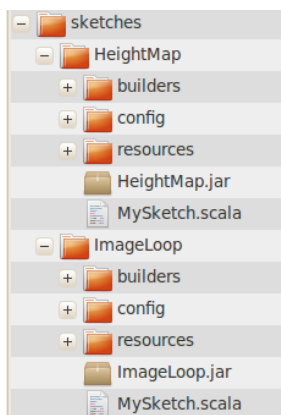 sketches
HeightMap
builders
config
resources
HeightMap.jar
MySketch.scala
ImageLoop
builders
config
resources
ImageLoop.jar
MySketch.scala